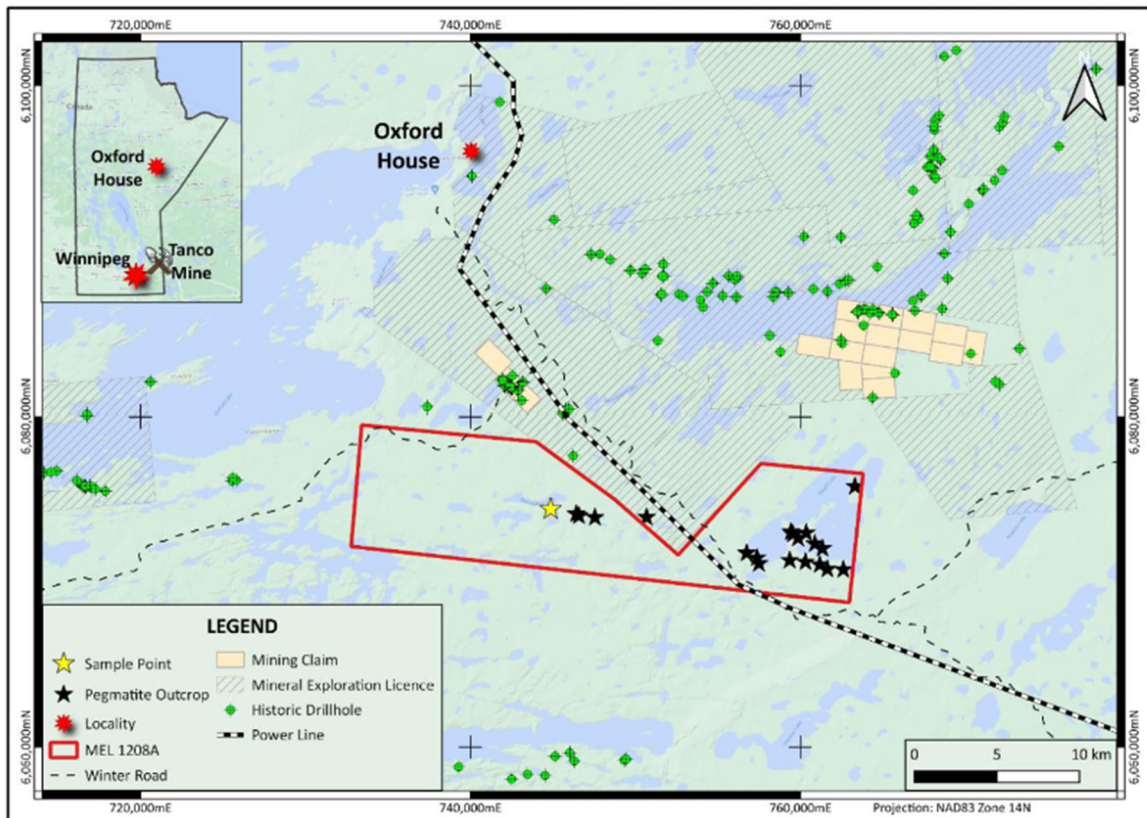 720,000mE 740,000mE 760,000mE
6,100,000mN
6,100,000mN
Oxford
House
Canada
Oxford
House
Winnipeg
Tanco
Mine
6,080,000mN
6,080,000mN
LEGEND
Sample Point
Pegmatite Outcrop
Locality
MEL 1208A
Winter Road
Mining Claim
Mineral Exploration Licence
Historic Drillhole
Power Line
6,060,000mN
6,060,000mN
0 5 10 km
720,000mE 740,000mE 760,000mE
Projection: NAD83 Zone 14N